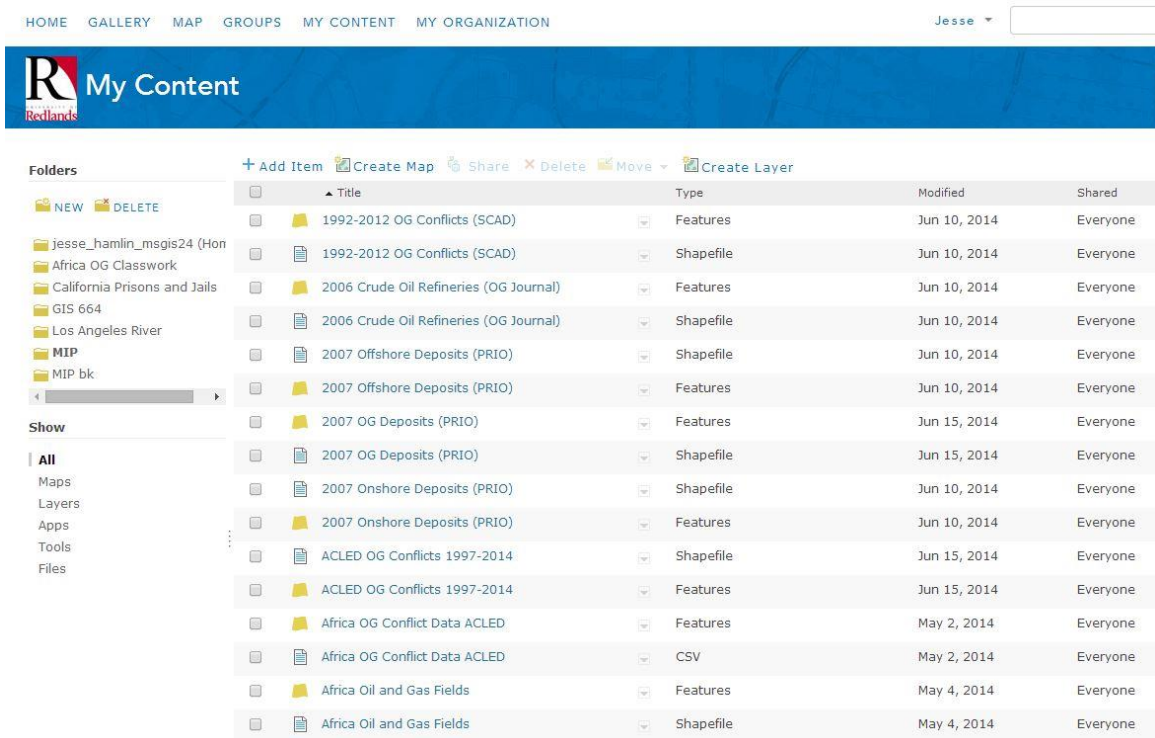 HOME GALLERY MAP GROUPS MY CONTENT MY ORGANIZATION Jesse
R
UNIVERSITY OF
Redlands
My Content
Folders
NEW DELETE
jesse_hamlin_msgis24 (Hom
Africa OG Classwork
California Prisons and Jails
GIS 664
Los Angeles River
MIP
MIP bk
Show
All
Maps
Layers
Apps
Tools
Files
Add Item Create Map Share Delete Move Create Layer
Title Type Modified Shared
1992-2012 OG Conflicts (SCAD) Features Jun 10, 2014 Everyone
1992-2012 OG Conflicts (SCAD) Shapefile Jun 10, 2014 Everyone
2006 Crude Oil Refineries (OG Journal) Features Jun 10, 2014 Everyone
2006 Crude Oil Refineries (OG Journal) Shapefile Jun 10, 2014 Everyone
2007 Offshore Deposits (PRIO) Shapefile Jun 10, 2014 Everyone
2007 Offshore Deposits (PRIO) Features Jun 10, 2014 Everyone
2007 OG Deposits (PRIO) Features Jun 15, 2014 Everyone
2007 OG Deposits (PRIO) Shapefile Jun 15, 2014 Everyone
2007 Onshore Deposits (PRIO) Shapefile Jun 10, 2014 Everyone
2007 Onshore Deposits (PRIO) Features Jun 10, 2014 Everyone
ACLED OG Conflicts 1997-2014 Shapefile Jun 15, 2014 Everyone
ACLED OG Conflicts 1997-2014 Features Jun 15, 2014 Everyone
Africa OG Conflict Data ACLED Features May 2, 2014 Everyone
Africa OG Conflict Data ACLED CSV May 2, 2014 Everyone
Africa Oil and Gas Fields Features May 4, 2014 Everyone
Africa Oil and Gas Fields Shapefile May 4, 2014 Everyone